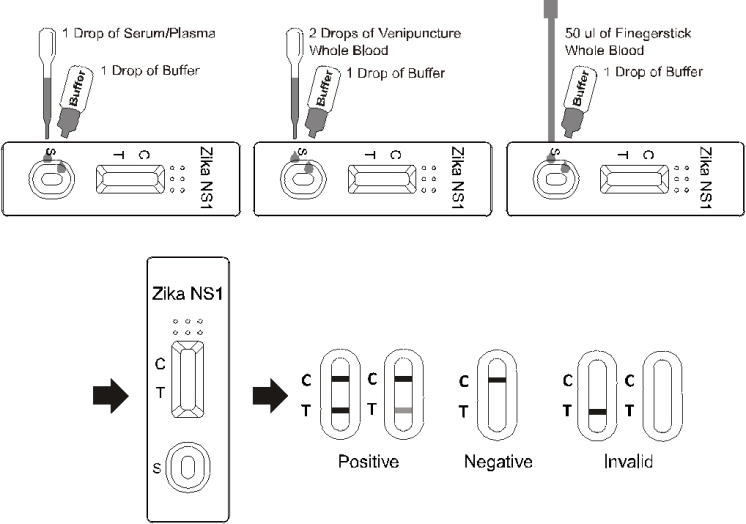 1 Drop of Serum/Plasma
1 Drop of Buffer
Buffer
S
T C
Zika NS1
2 Drops of Venipuncture
Whole Blood
1 Drop of Buffer
Buffer
S
T C
Zika NS1
50 ul of Finegerstick
Whole Blood
1 Drop of Buffer
Buffer
S
T C
Zika NS1
Zika NS1
C
T
S
C C
T T
Positive
C
T
Negative
C C
T T
Invalid